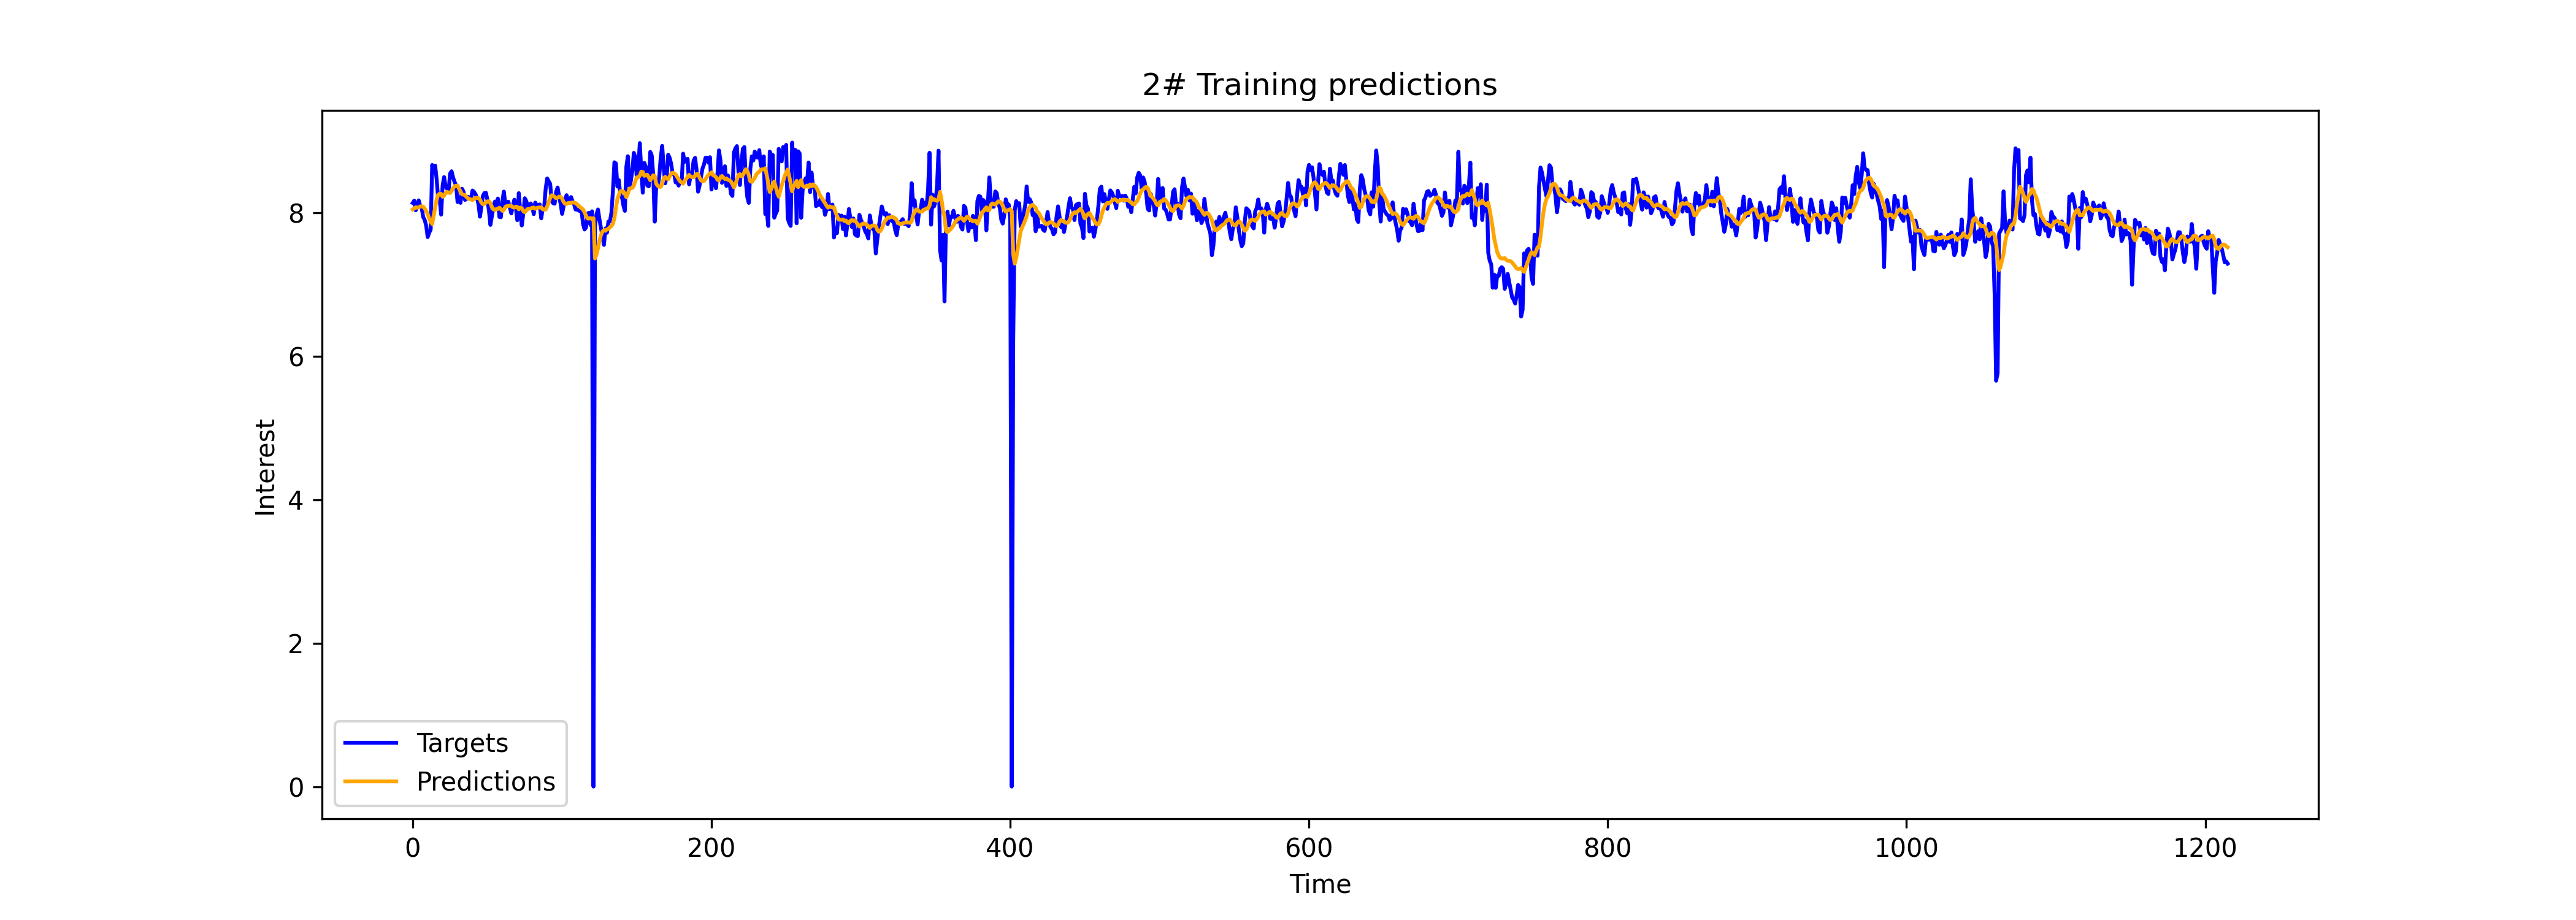 2# Training predictions
Interest
8
6
4
2
0
Targets
Predictions
0 200 400 600 800 1000 1200
Time